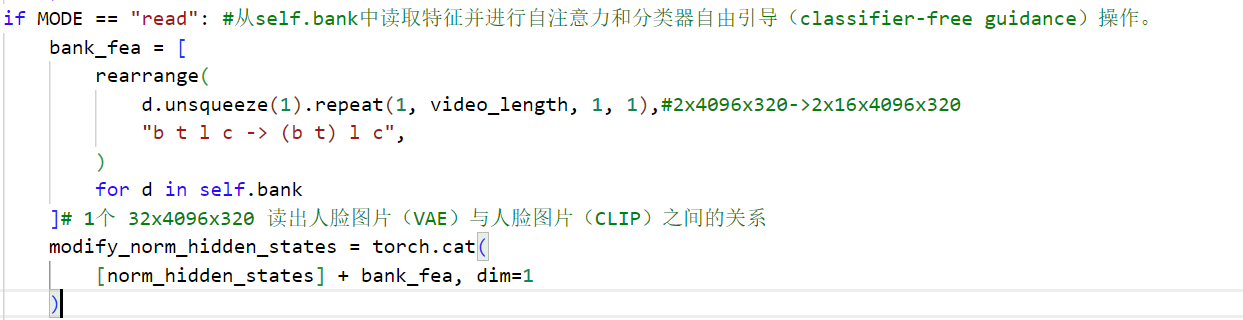 if MODE == "read": #从self.bank中读取特征并进行自注意力和分类器自由引导（classifier-free guidance）操作。
    bank_fea = [
        rearrange(
            d.unsqueeze(1).repeat(1, video_length, 1, 1),#2x4096x320->2x16x4096x320
            "b t l c -> (b t) l c",
        )
        for d in self.bank
    ]# 1个 32x4096x320 读出人脸图片（VAE）与人脸图片（CLIP）之间的关系
    modify_norm_hidden_states = torch.cat(
        [norm_hidden_states] + bank_fea, dim=1
    )